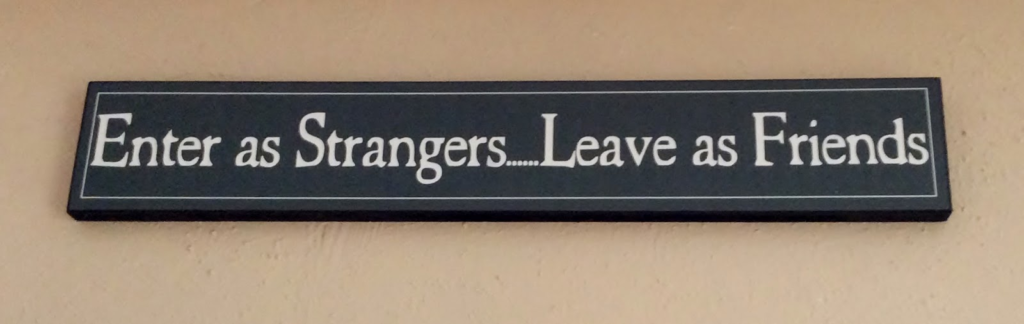 Enter as Strangers......Leave as Friends